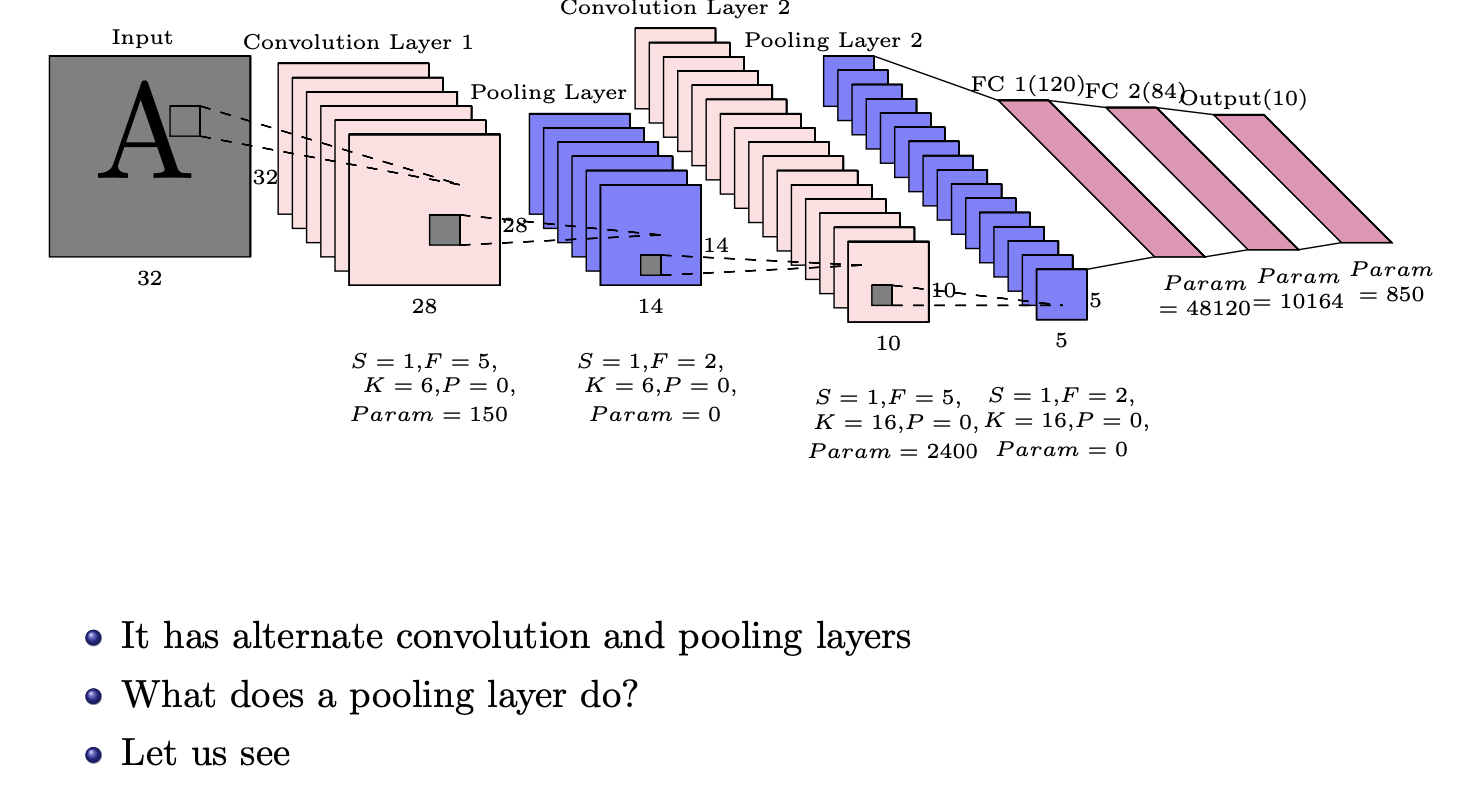 Convolution Layer 2
Input
Convolution Layer 1
Pooling Layer 2
Pooling Layer
FC 1(120)
FC 2(84)
Output(10)
A
32
32
28
28
14
14
10
10
5
5
S = 1,F = 5,
K = 6,P = 0,
Param = 150
S = 1,F = 2,
K = 6,P = 0,
Param = 0
S = 1,F = 5,
K = 16,P = 0,
Param = 2400
S = 1,F = 2,
K = 16,P = 0,
Param = 0
Param
= 48120
Param
= 10164
Param
= 850
It has alternate convolution and pooling layers
What does a pooling layer do?
Let us see